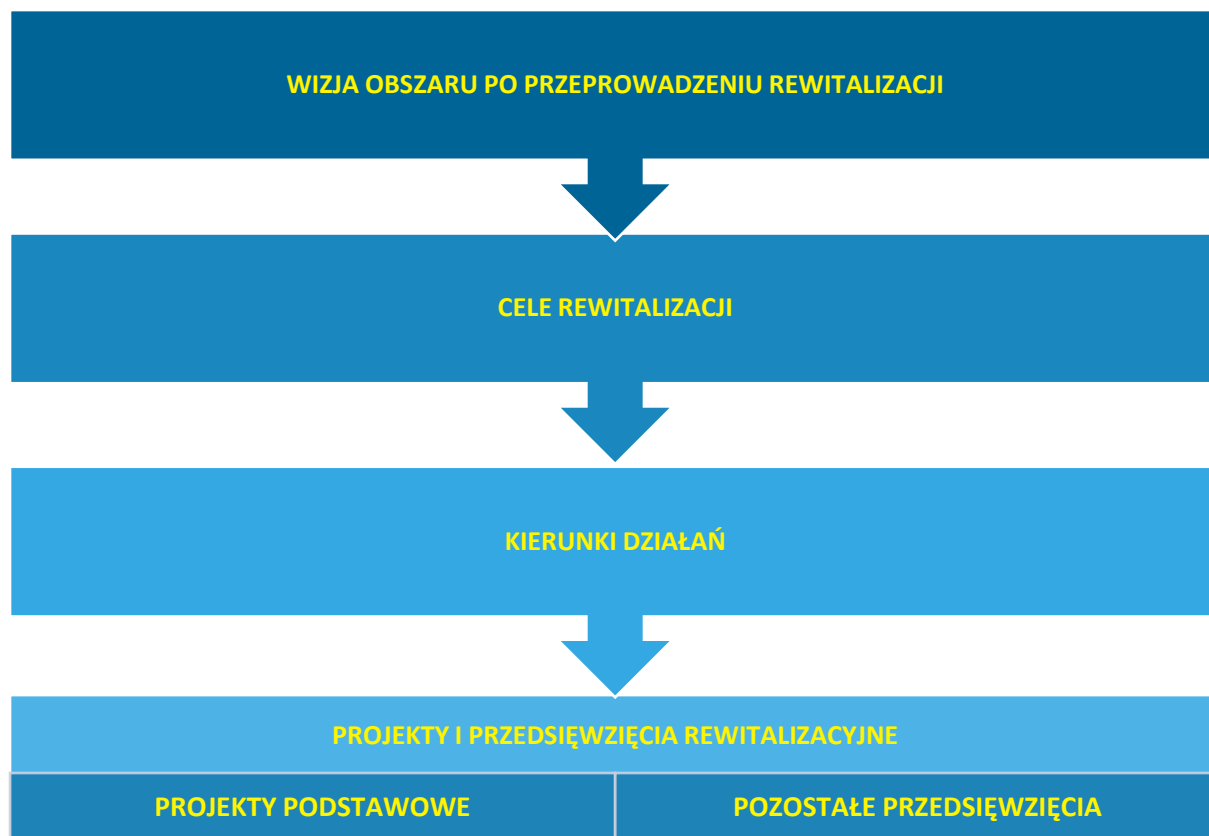 WIZJA OBSZARU PO PRZEPROWADZENIU REWITALIZACJI
CELE REWITALIZACJI
KIERUNKI DZIAŁAŃ
PROJEKTY I PRZEDSIĘWZIĘCIA REWITALIZACYJNE
PROJEKTY PODSTAWOWE
POZOSTAŁE PRZEDSIĘWZIĘCIA